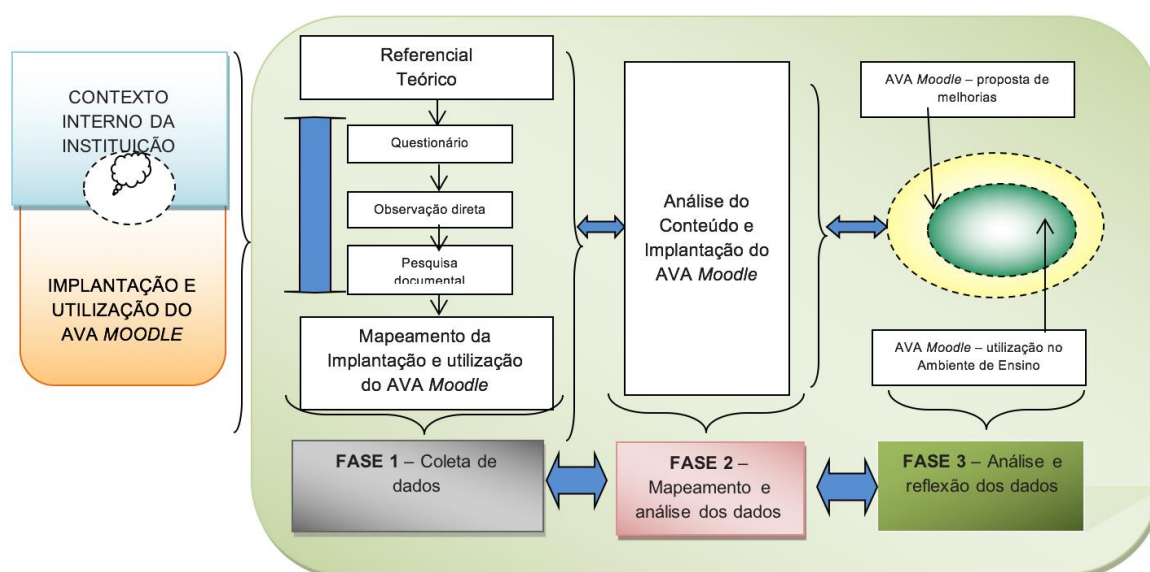 CONTEXTO
INTERNO DA
INSTITUIÇÃO
IMPLANTAÇÃO E
UTILIZAÇÃO DO
AVA MOODLE
Referencial
Teórico
Questionário
Observação direta
Pesquisa
documental
Mapeamento da
Implantação e utilização
do AVA Moodle
FASE 1 – Coleta de
dados
Análise do
Conteúdo e
Implantação do
AVA Moodle
FASE 2 –
Mapeamento e
análise dos dados
AVA Moodle – proposta de
melhorias
AVA Moodle – utilização no
Ambiente de Ensino
FASE 3 – Análise e
reflexão dos dados